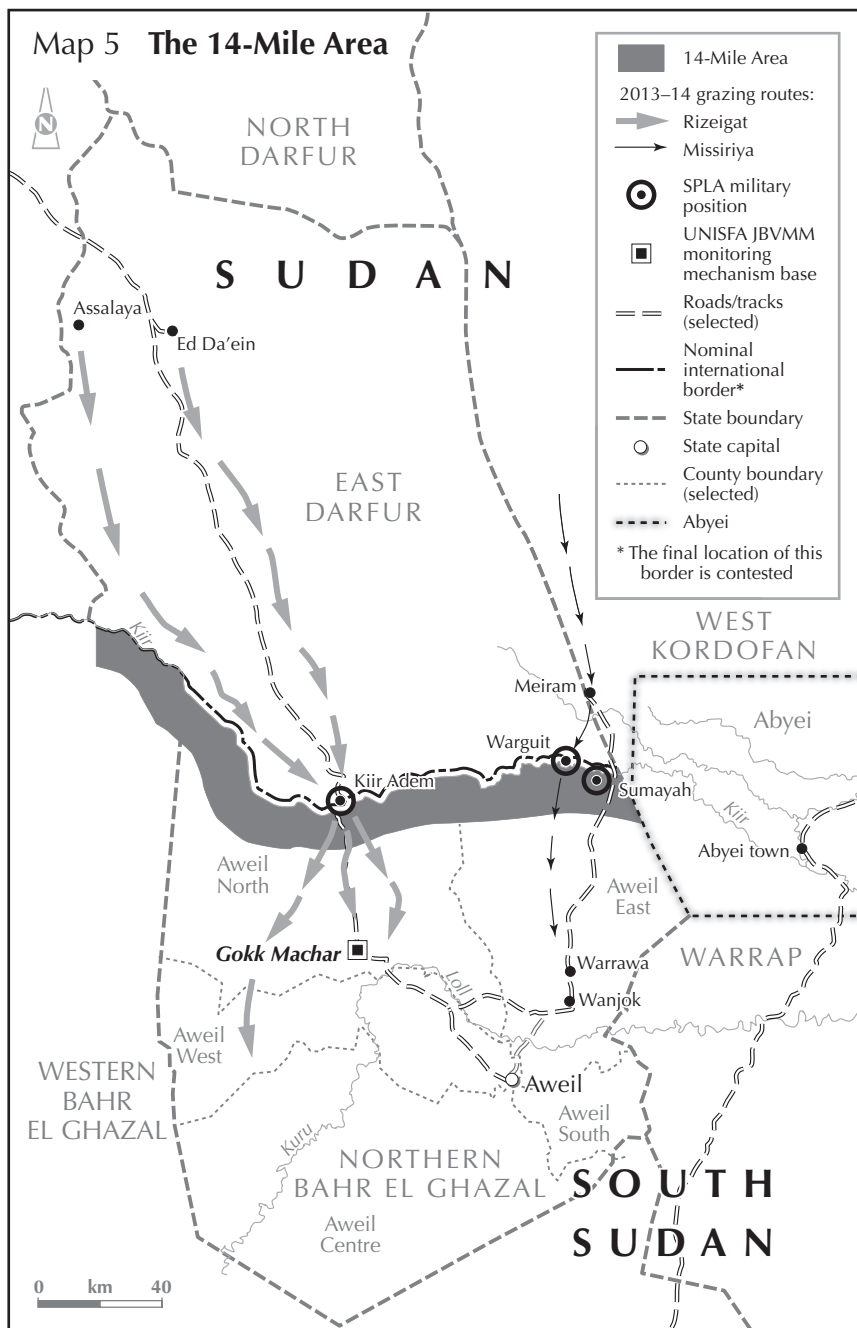 Map 5 The 14-Mile Area
N
14-Mile Area
2013–14 grazing routes:
Rizeigat
Missiriya
SPLA military
position
UNISFA JBVMM
monitoring
mechanism base
Roads/tracks
(selected)
Nominal
international
border*
State boundary
State capital
County boundary
(selected)
Abyei
* The final location of this
border is contested
NORTH
DARFUR
SUDAN
Assalaya
Ed Da’ein
EAST
DARFUR
WEST
KORDOFAN
Kiir
Meiram
Abyei
Warguit
Kiir Adem
Sumayah
Kiir
Abyei town
Aweil
North
Aweil
East
Gokk Machar
Loll
Warrawa
WARRAP
Wanjok
Aweil
West
WESTERN
BAHR
EL GHAZAL
Aweil
Aweil
South
Kuru
NORTHERN
BAHR EL GHAZAL
SOUTH
SUDAN
Aweil
Centre
0 km 40